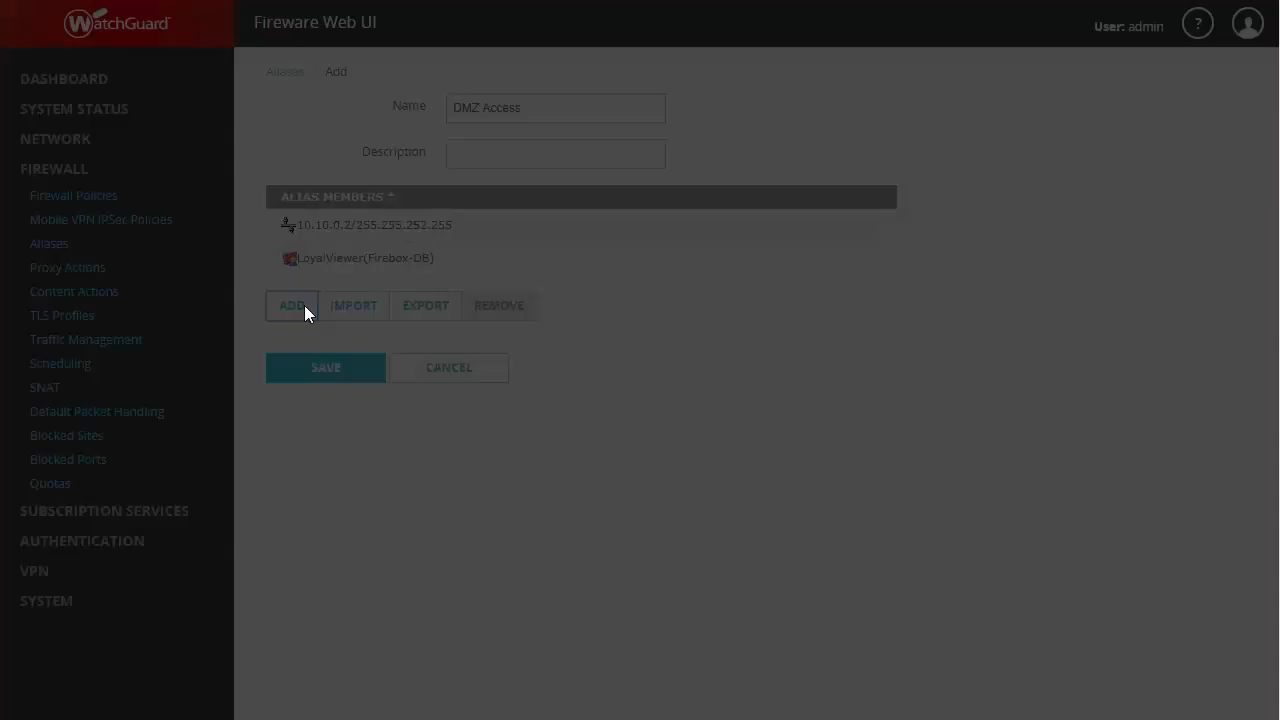 WatchGuard
Fireware Web UI
User: admin
?
DASHBOARD
SYSTEM STATUS
NETWORK
FIREWALL
Firewall Policies
Mobile VPN IPSec Policies
Aliases
Proxy Actions
Content Actions
TLS Profiles
Traffic Management
Scheduling
SNAT
Default Packet Handling
Blocked Sites
Blocked Ports
Quotas
SUBSCRIPTION SERVICES
AUTHENTICATION
VPN
SYSTEM
Aliases / Add
Name DMZ Access
Description
ALIAS MEMBERS
10.10.0.2/255.255.252.255
LoyalViewer(Firebox-DB)
ADD IMPORT EXPORT REMOVE
SAVE CANCEL